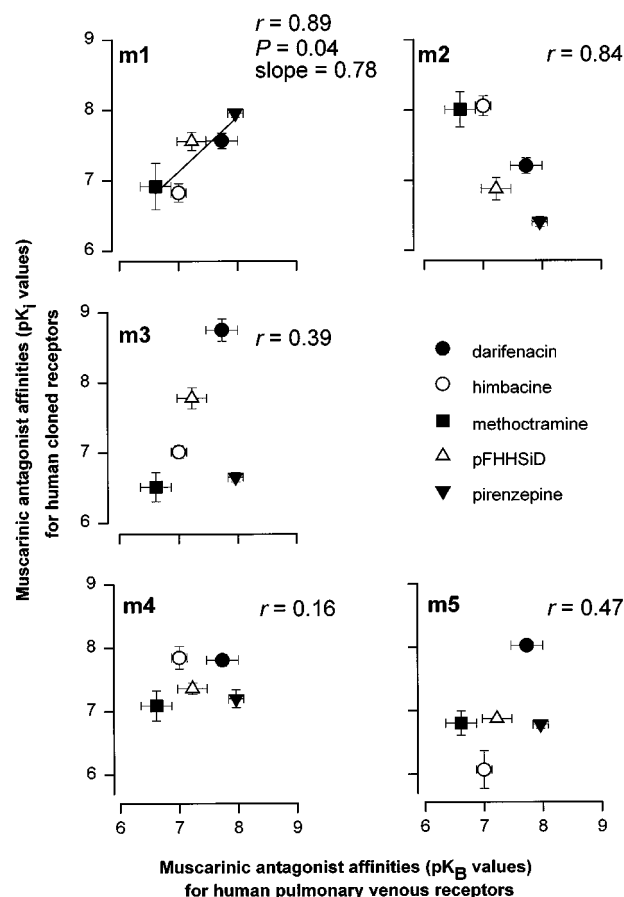 m1
r = 0.89
P = 0.04
slope = 0.78
9
8
7
6
m2
r = 0.84
m3
r = 0.39
9
8
7
6
darifenacin
himbacine
methoctramine
pFHHSiD
pirenzepine
m4
r = 0.16
9
8
7
6
6 7 8 9
m5
r = 0.47
6 7 8 9
Muscarinic antagonist affinities (pKi values)
for human cloned receptors
Muscarinic antagonist affinities (pKB values)
for human pulmonary venous receptors